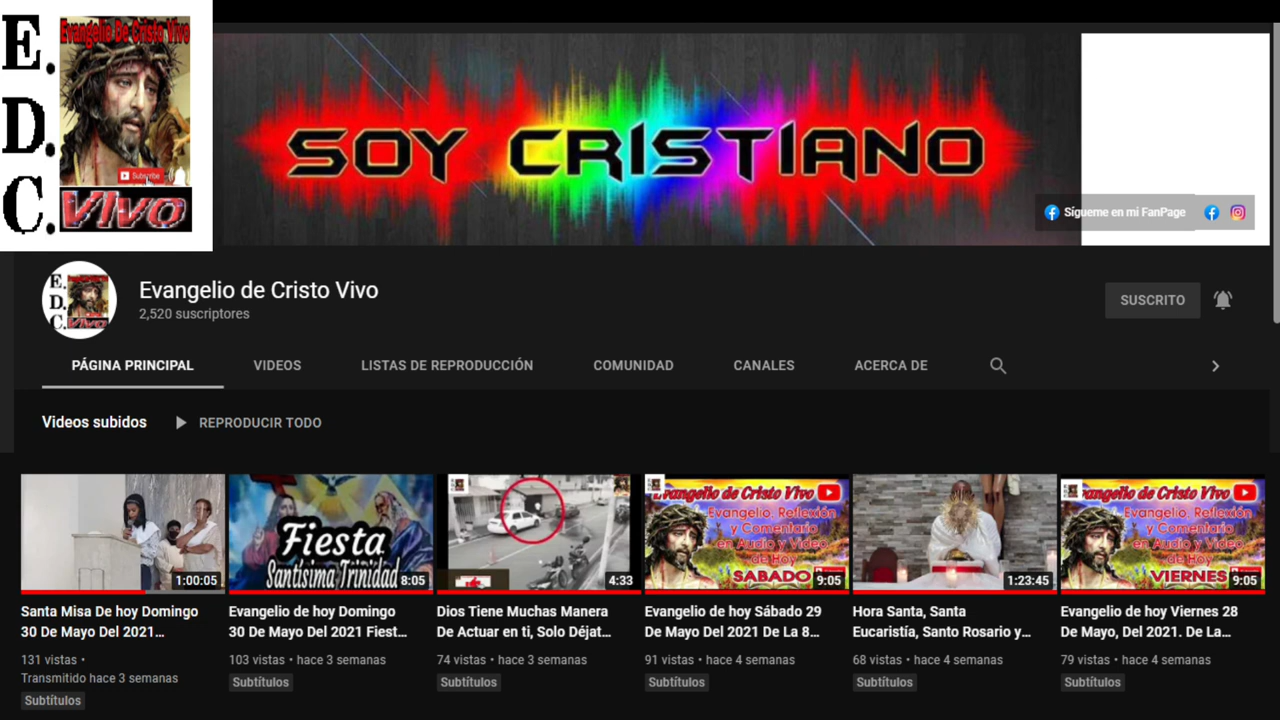 E.
D.
C.
Evangelio De Cristo Vivo
Subscribe
Vivo
SOY CRISTIANO
Sígueme en mi FanPage
E.
D.
C.
Vivo
Evangelio de Cristo Vivo
2,520 suscriptores
SUSCRITO
PÁGINA PRINCIPAL
VIDEOS
LISTAS DE REPRODUCCIÓN
COMUNIDAD
CANALES
ACERCA DE
Videos subidos
REPRODUCIR TODO
1:00:05
Santa Misa De hoy Domingo
30 De Mayo Del 2021...
131 vistas •
Transmitido hace 3 semanas
Subtítulos
Fiesta
Santísima Trinidad
8:05
Evangelio de hoy Domingo
30 De Mayo Del 2021 Fiest...
103 vistas • hace 3 semanas
Subtítulos
4:33
Dios Tiene Muchas Manera
De Actuar en ti, Solo Déjat...
74 vistas • hace 3 semanas
Subtítulos
Evangelio de Cristo Vivo
Evangelio, Reflexión
y Comentario
en Audio y Video
de Hoy
SABADO
9:05
Evangelio de hoy Sábado 29
De Mayo Del 2021 De La 8...
91 vistas • hace 4 semanas
Subtítulos
1:23:45
Hora Santa, Santa
Eucaristía, Santo Rosario y...
68 vistas • hace 4 semanas
Subtítulos
Evangelio de Cristo Vivo
Evangelio, Reflexión
y Comentario
en Audio y Video
de Hoy
VIERNES
9:05
Evangelio de hoy Viernes 28
De Mayo, Del 2021. De La...
79 vistas • hace 4 semanas
Subtítulos